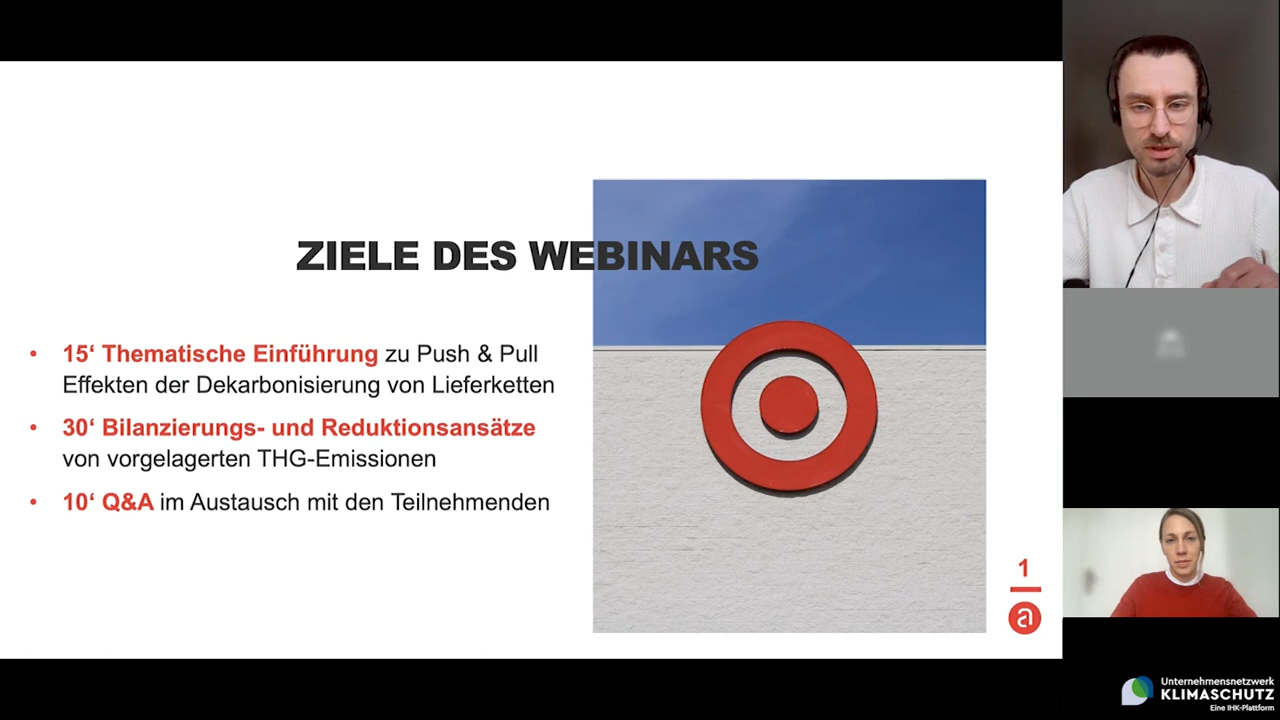 ZIELE DES WEBINARS
• 15‘ Thematische Einführung zu Push & Pull
Effekten der Dekarbonisierung von Lieferketten
• 30‘ Bilanzierungs- und Reduktionsansätze
von vorgelagerten THG-Emissionen
• 10‘ Q&A im Austausch mit den Teilnehmenden
1
a
Unternehmensnetzwerk
KLIMASCHUTZ
Eine IHK-Plattform